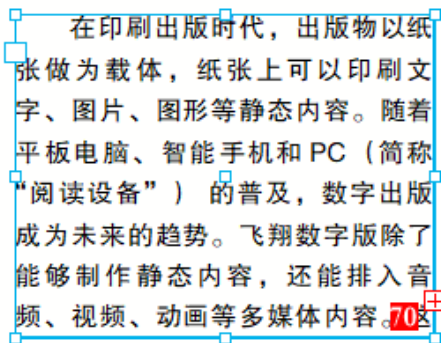 在印刷出版时代，出版物以纸
张做为载体，纸张上可以印刷文
字、图片、图形等静态内容。随着
平板电脑、智能手机和 PC（简称
“阅读设备”） 的普及，数字出版
成为未来的趋势。飞翔数字版除了
能够制作静态内容，还能排入音
频、视频、动画等多媒体内容。70这